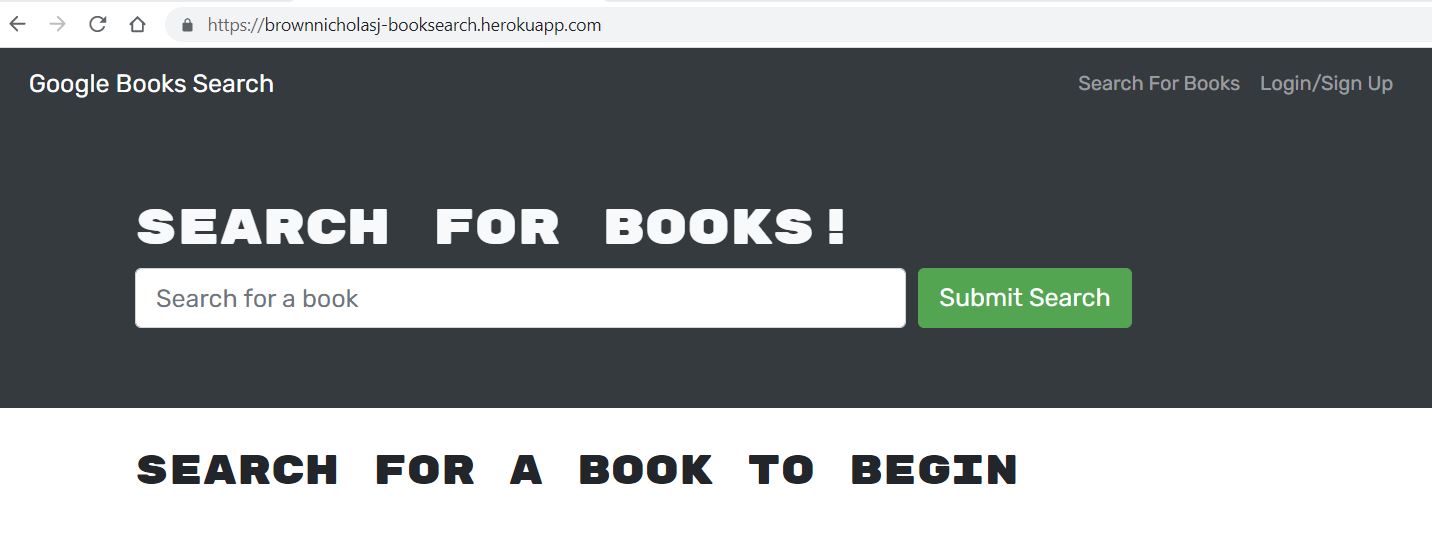 https://brownnicholasj-booksearch.herokuapp.com
Google Books Search
Search For Books
Login/Sign Up
SEARCH FOR BOOKS!
Search for a book
Submit Search
SEARCH FOR A BOOK TO BEGIN